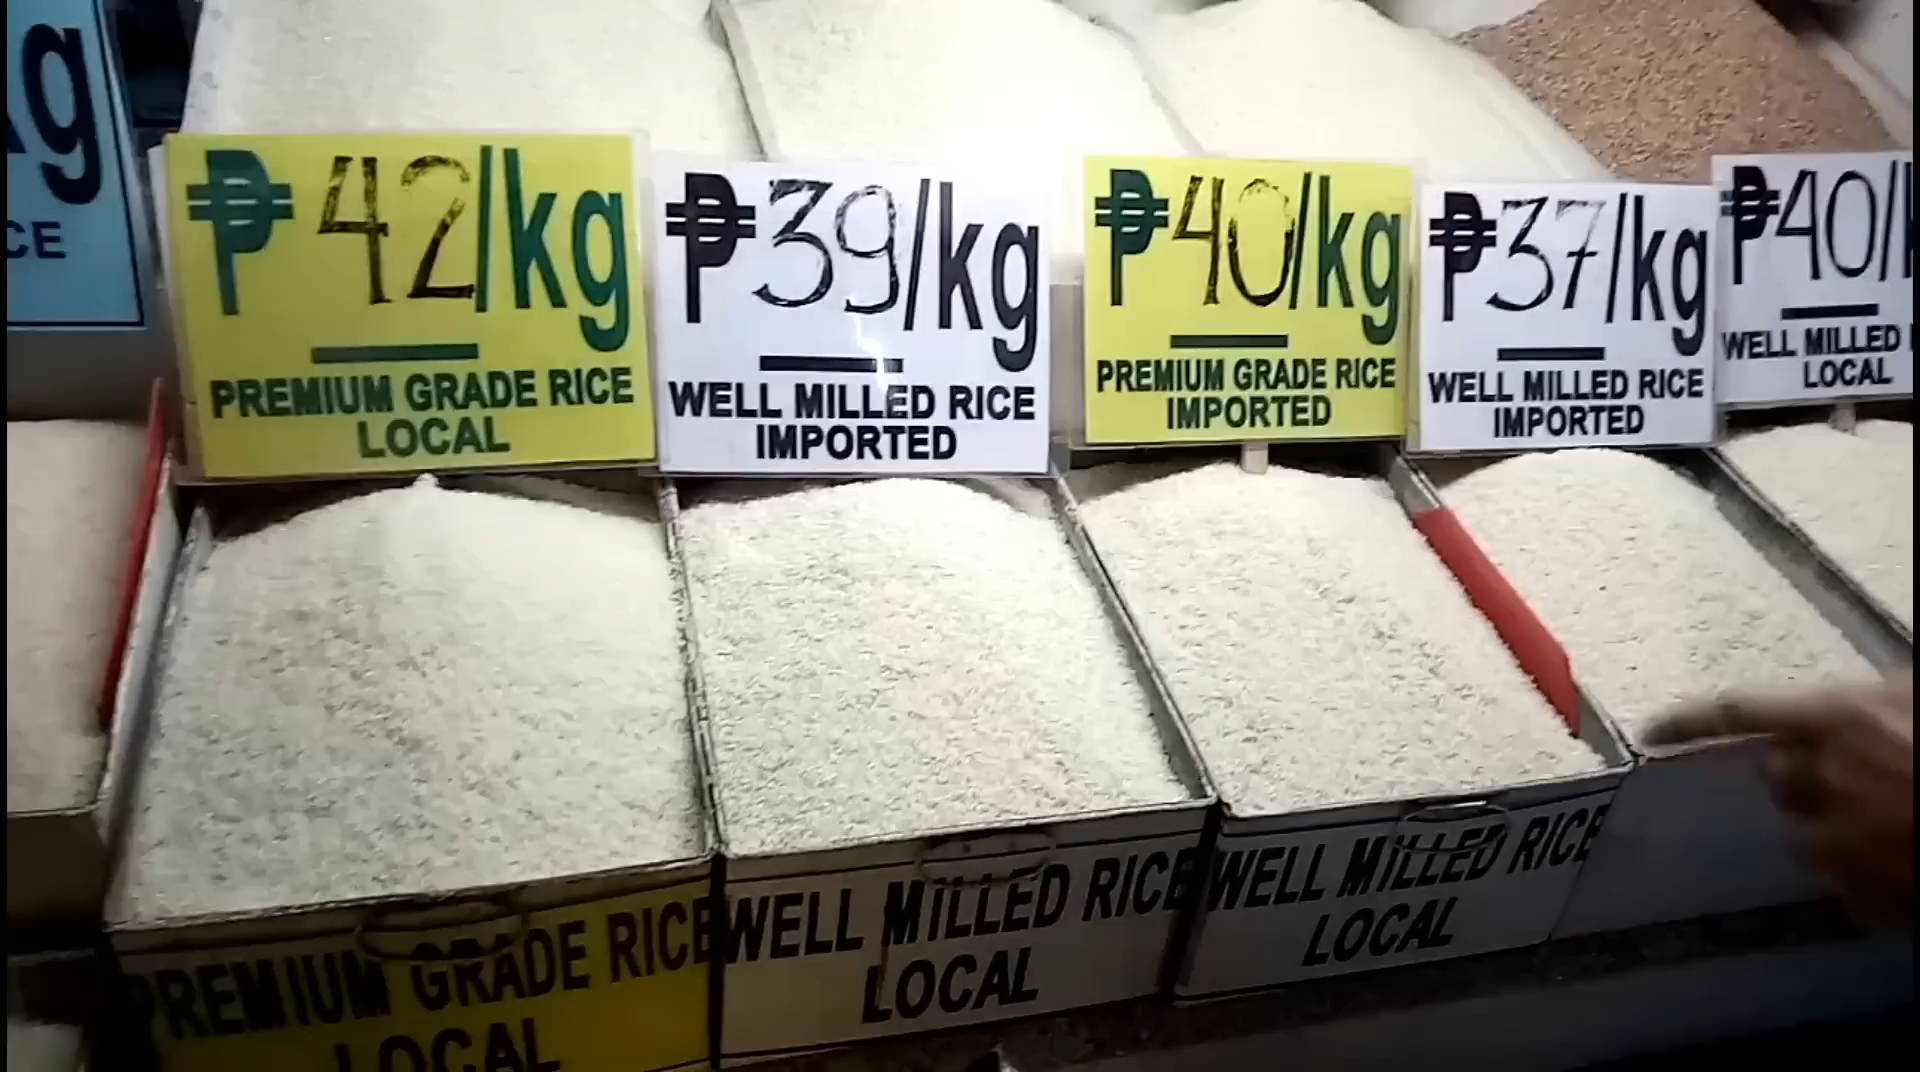 kg
CE
₱42/kg
PREMIUM GRADE RICE
LOCAL
₱39/kg
WELL MILLED RICE
IMPORTED
₱40/kg
PREMIUM GRADE RICE
IMPORTED
₱37/kg
WELL MILLED RICE
IMPORTED
₱40/k
WELL MILLED
LOCAL
PREMIUM GRADE RICE
LOCAL
WELL MILLED RICE
LOCAL
WELL MILLED RICE
LOCAL